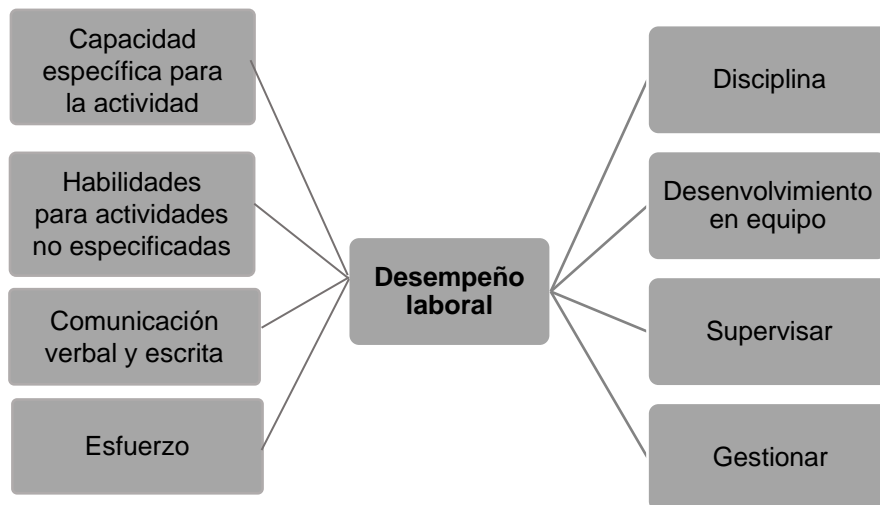 Capacidad
específica para
la actividad
Habilidades
para actividades
no especificadas
Comunicación
verbal y escrita
Esfuerzo
Desempeño
laboral
Disciplina
Desenvolvimiento
en equipo
Supervisar
Gestionar